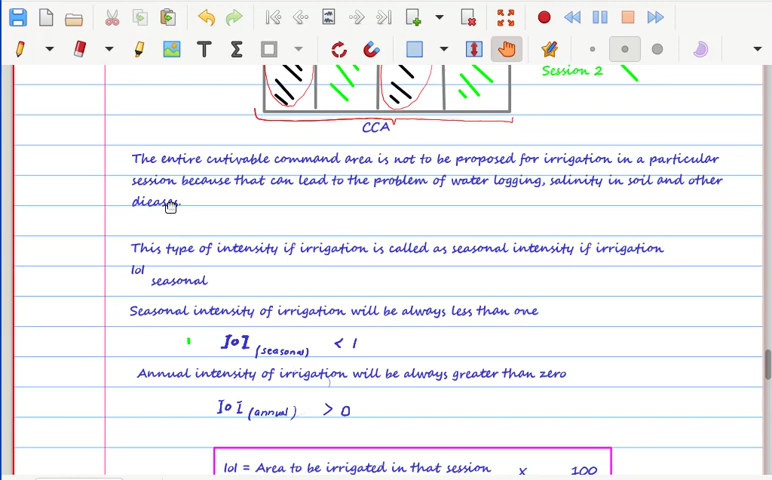 Session 2
CCA
The entire cutivable command area is not to be proposed for irrigation in a particular
session because that can lead to the problem of water logging, salinity in soil and other
dieases.
This type of intensity if irrigation is called as seasonal intensity if irrigation
IoI
seasonal
Seasonal intensity of irrigation will be always less than one
IoI (seasonal) < 1
Annual intensity of irrigation will be always greater than zero
IoI (annual) > 0
IoI = Area to be irrigated in that session x 100